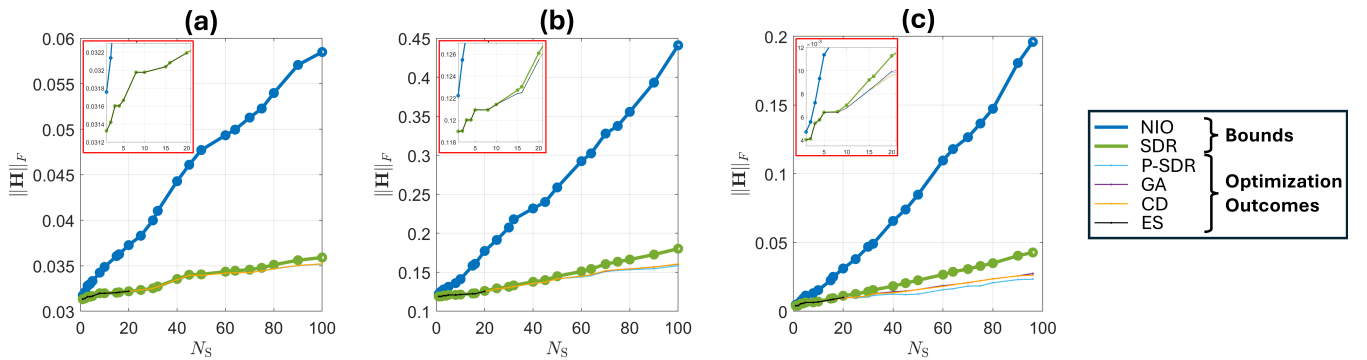 (a)
0.06
0.055
0.05
0.045
0.04
0.035
0.03
0 20 40 60 80 100
‖H‖F
NS
0.0322
0.032
0.0318
0.0316
0.0314
0.0312
5 10 15 20
(b)
0.45
0.4
0.35
0.3
0.25
0.2
0.15
0.1
0 20 40 60 80 100
‖H‖F
NS
0.126
0.124
0.122
0.12
0.118
5 10 15 20
(c)
0.2
0.15
0.1
0.05
0
0 20 40 60 80 100
‖H‖F
NS
12 ×10⁻³
10
8
6
4
5 10 15 20
NIO
SDR
Bounds
P-SDR
GA
CD
ES
Optimization
Outcomes